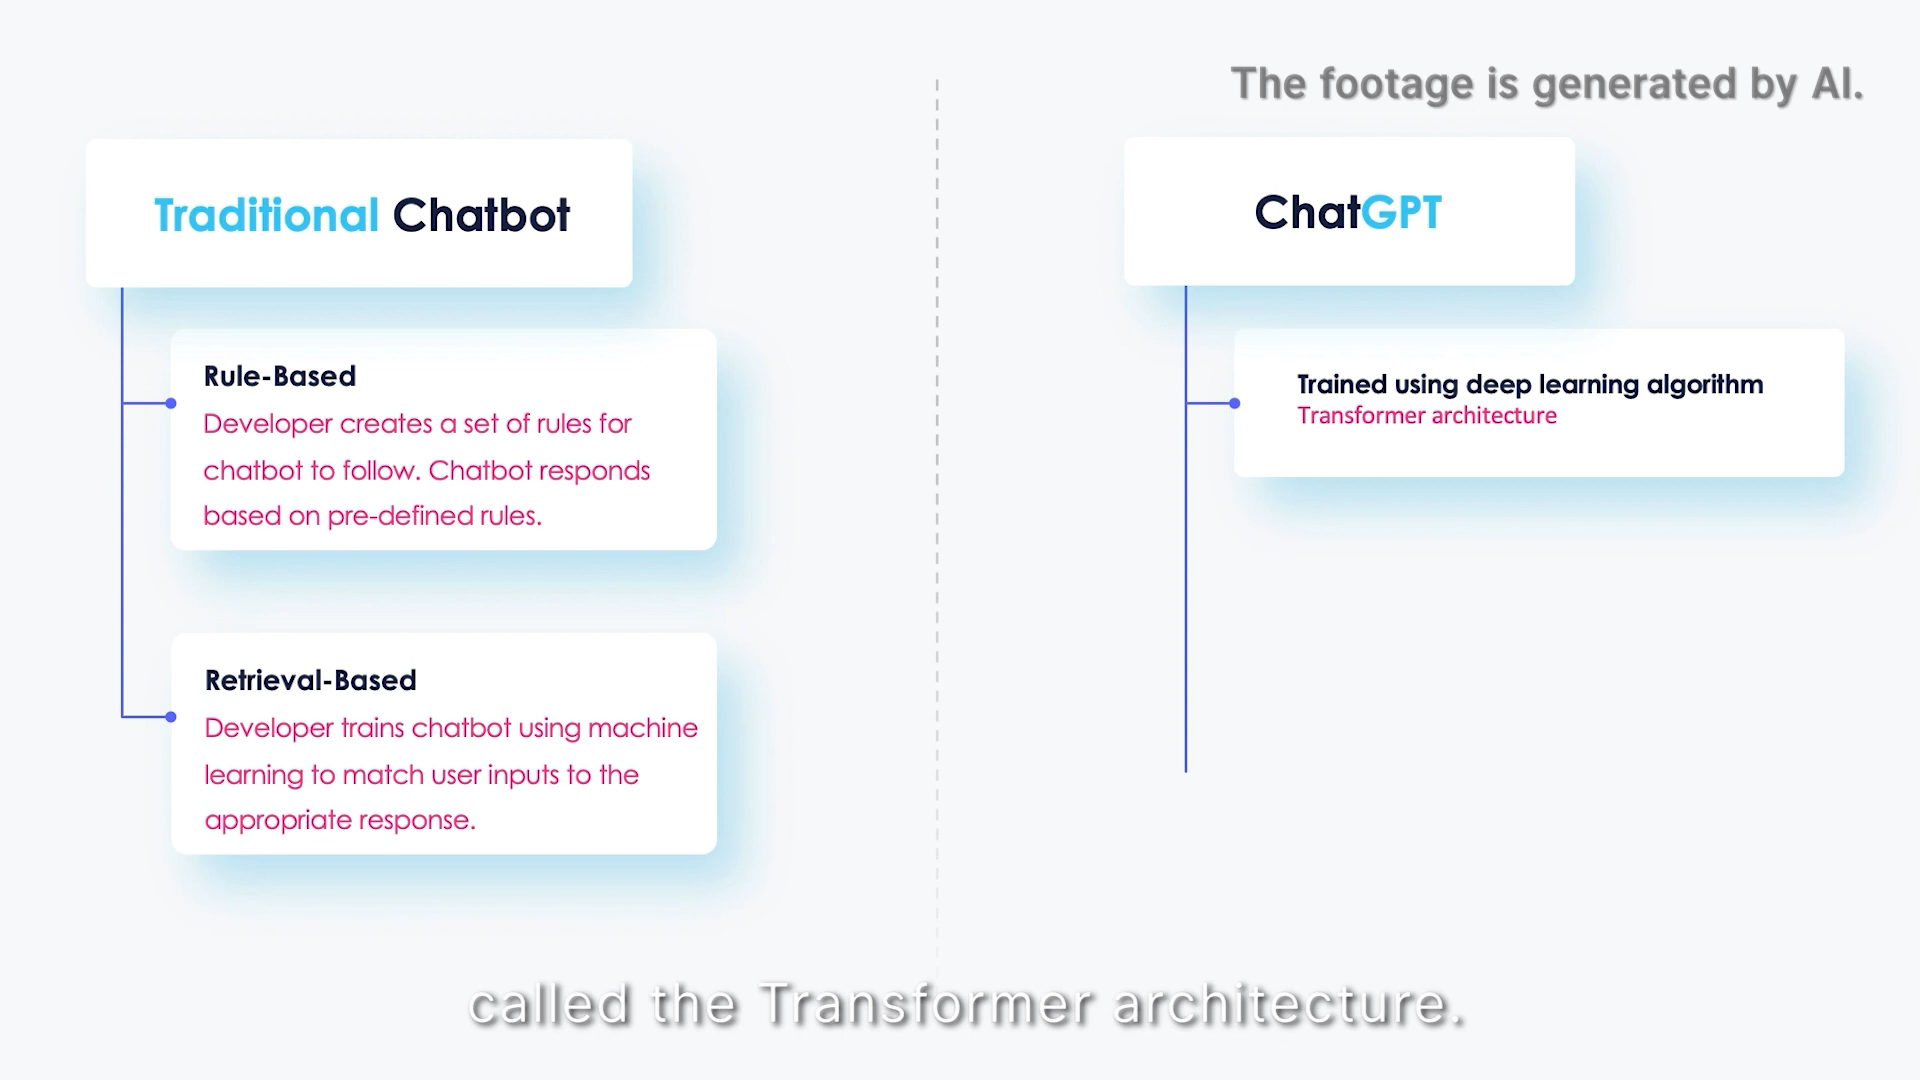 The footage is generated by AI.
Traditional Chatbot
Rule-Based
Developer creates a set of rules for
chatbot to follow. Chatbot responds
based on pre-defined rules.
Retrieval-Based
Developer trains chatbot using machine
learning to match user inputs to the
appropriate response.
ChatGPT
Trained using deep learning algorithm
Transformer architecture
called the Transformer architecture.